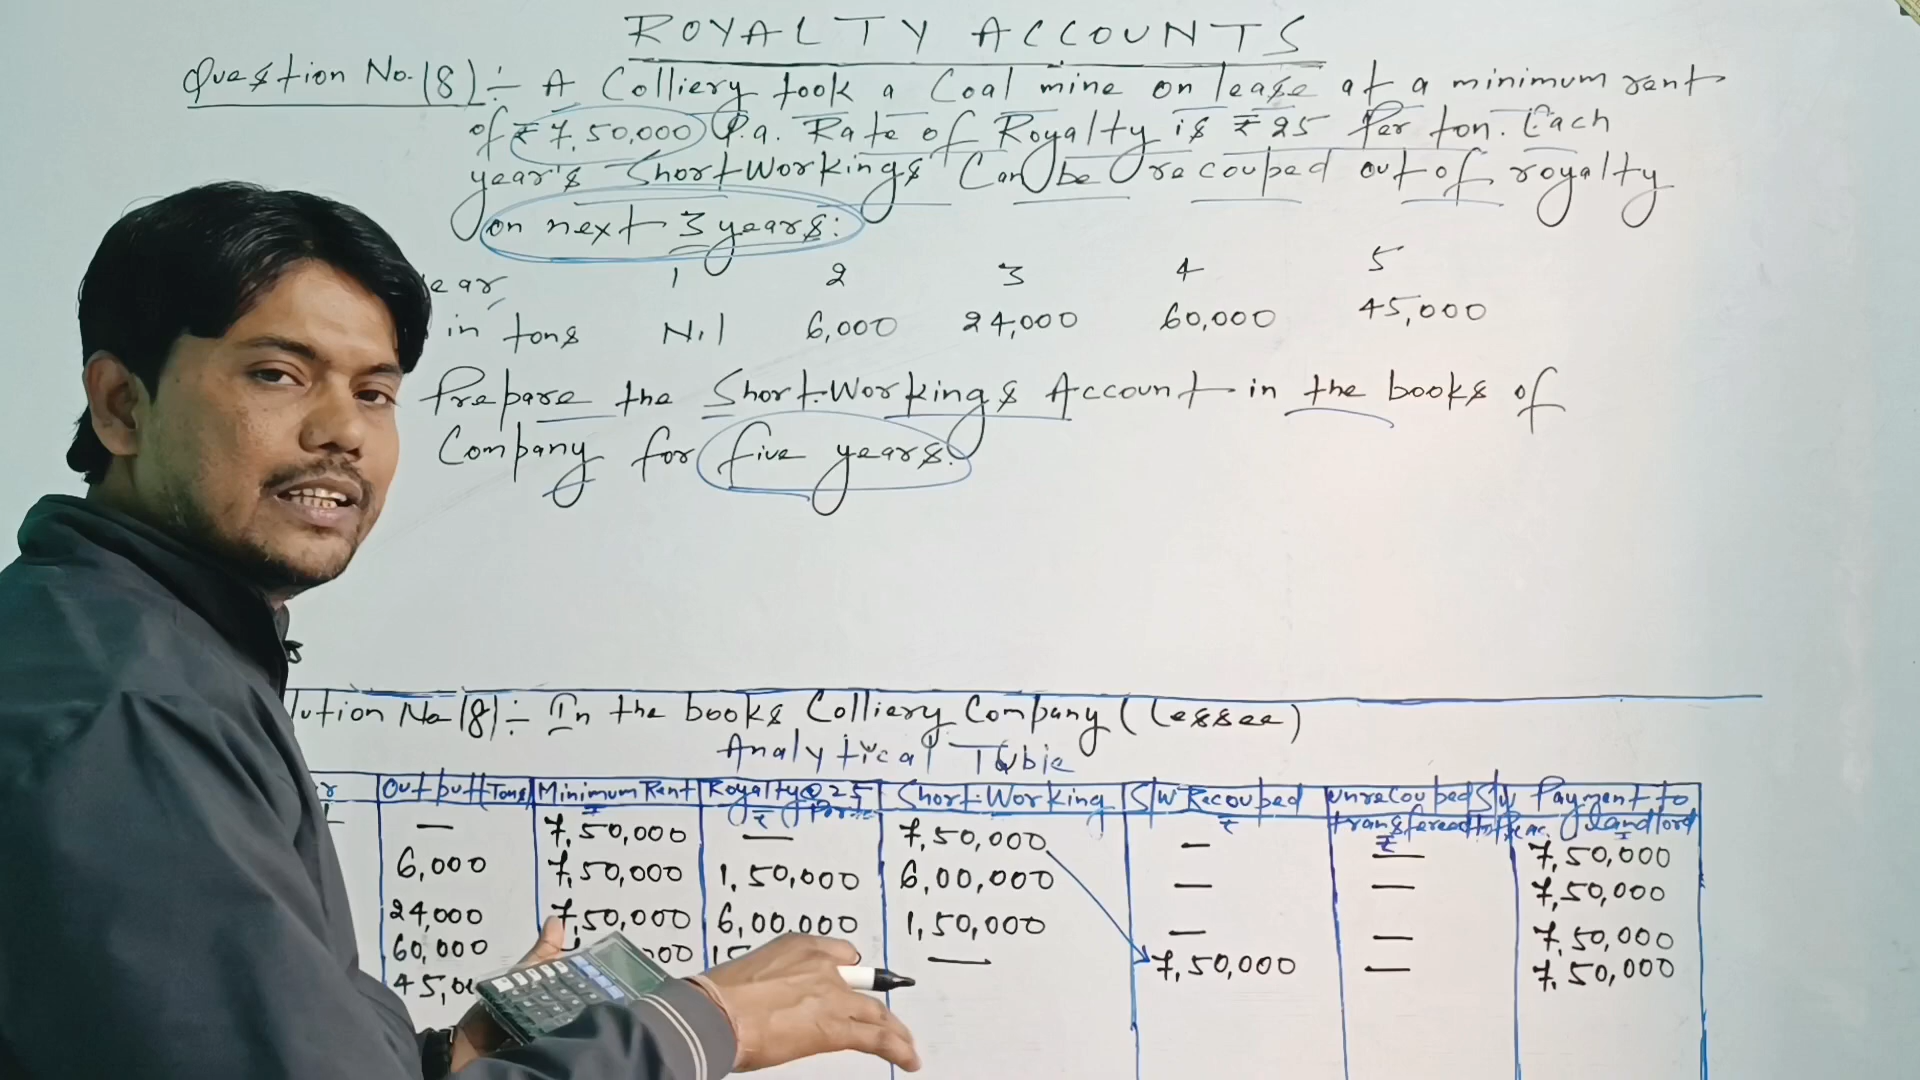 ROYALTY ACCOUNTS
Question No. (8):- A Colliery took a Coal mine on lease at a minimum rent
of ₹ 7,50,000 P.a. Rate of Royalty is ₹ 25 Per ton. Each
year's Short-Workings Can be recouped out of royalty
on next 3 years:
ear 1 2 3 4 5
in tons Nil 6,000 24,000 60,000 45,000
Prepare the Short-Workings Account in the books of
Company for five years.
lution No (8):- In the books Colliery Company (Lessee)
Analytical Table
r Output (Tons) Minimum Rent ₹ Royalty @ 25 Per ₹ Short-Working S/W Recouped ₹ unrecouped S/W transfered to ₹ Payment to landlord ₹
— 7,50,000 — 7,50,000 — — 7,50,000
6,000 7,50,000 1,50,000 6,00,000 — — 7,50,000
24,000 7,50,000 6,00,000 1,50,000 — — 7,50,000
60,000 000 15 — 7,50,000 — 7,50,000
45,0